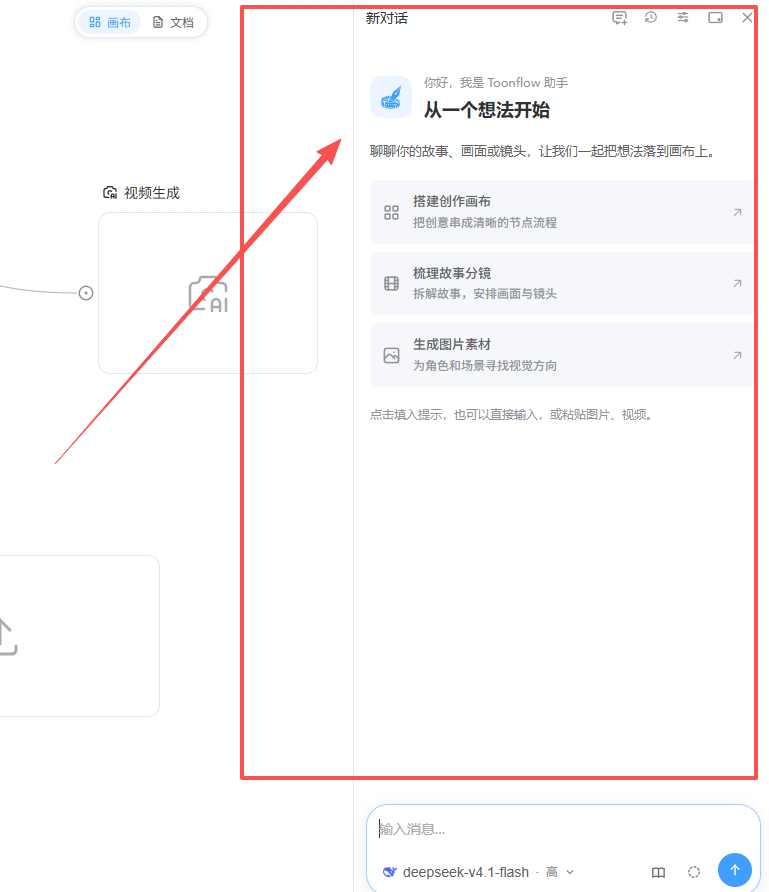 画布
文档
新对话
你好，我是 Toonflow 助手
从一个想法开始
聊聊你的故事、画面或镜头，让我们一起把想法落到画布上。
视频生成
AI
搭建创作画布
把创意串成清晰的节点流程
梳理故事分镜
拆解故事，安排画面与镜头
生成图片素材
为角色和场景寻找视觉方向
点击填入提示，也可以直接输入，或粘贴图片、视频。
输入消息...
deepseek-v4.1-flash · 高